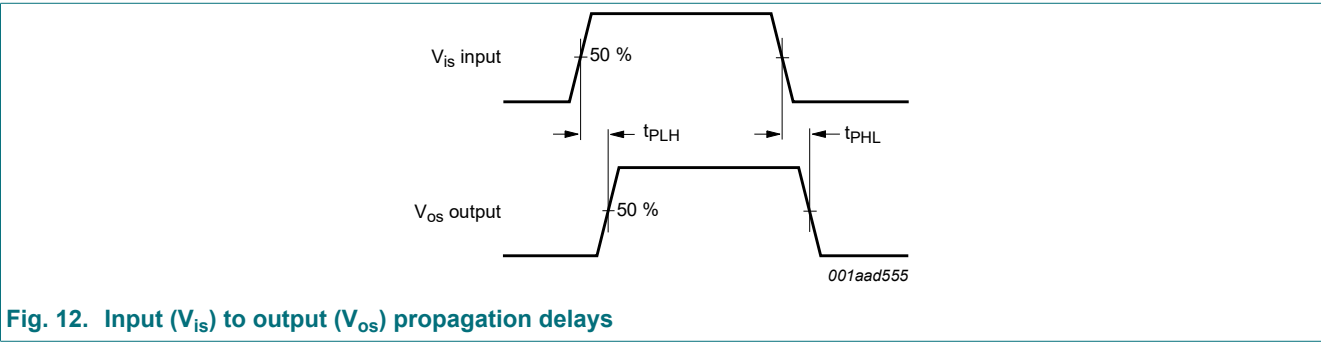 V_is input
50 %
t_PLH
t_PHL
V_os output
50 %
001aad555
Fig. 12. Input (V_is) to output (V_os) propagation delays